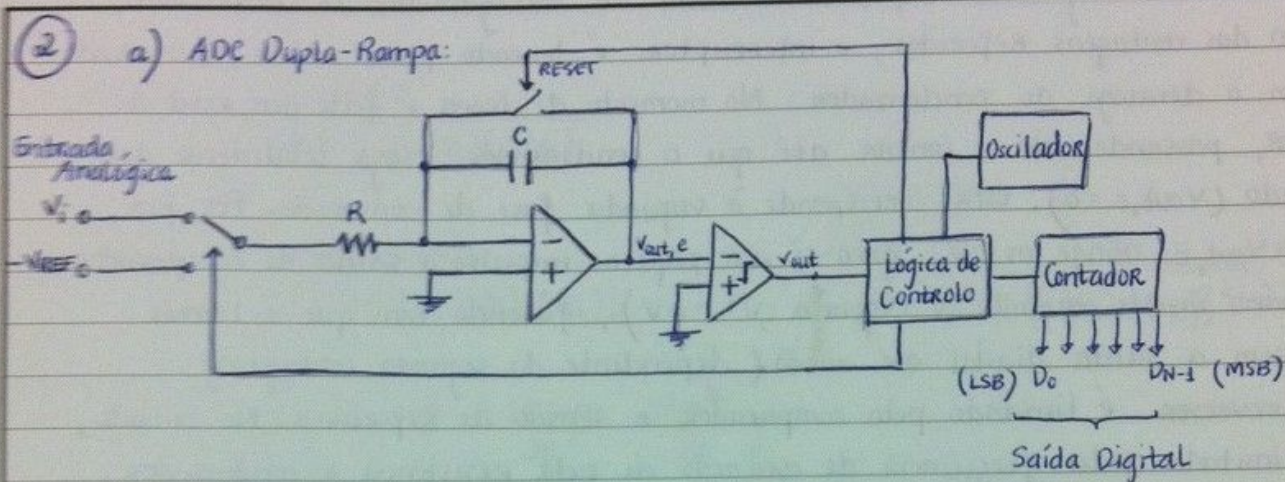 2 a) ADC Dupla-Rampa:
RESET
C
Oscilador
Entrada Analógica
Vi
R
-VREF
-
+
Vout,c
-
+
Vout
Lógica de Controlo
Contador
(LSB) D0 DN-1 (MSB)
Saída Digital